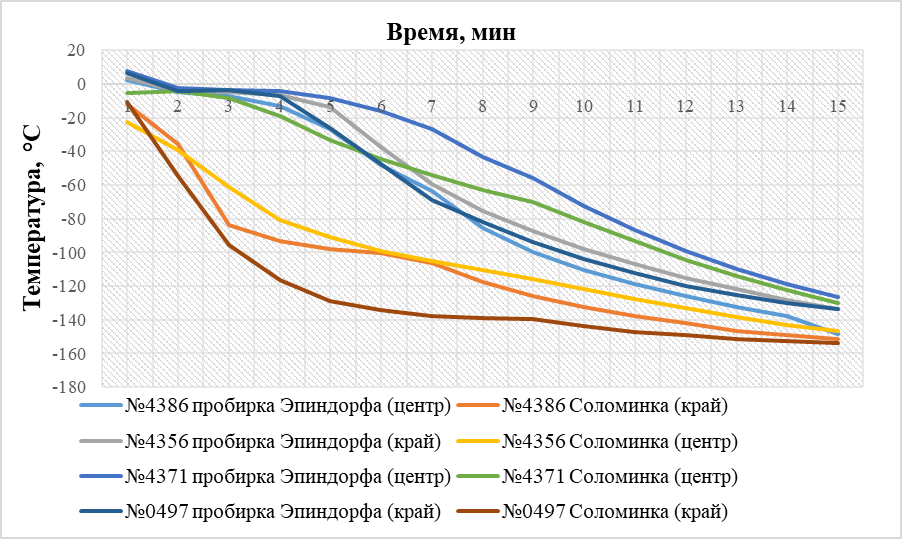 Время, мин
20
0
-20
-40
-60
-80
-100
-120
-140
-160
-180
1 2 3 4 5 6 7 8 9 10 11 12 13 14 15
Температура, °С
№4386 пробирка Эпиндорфа (центр) №4386 Соломинка (край)
№4356 пробирка Эпиндорфа (край) №4356 Соломинка (центр)
№4371 пробирка Эпиндорфа (центр) №4371 Соломинка (центр)
№0497 пробирка Эпиндорфа (край) №0497 Соломинка (край)